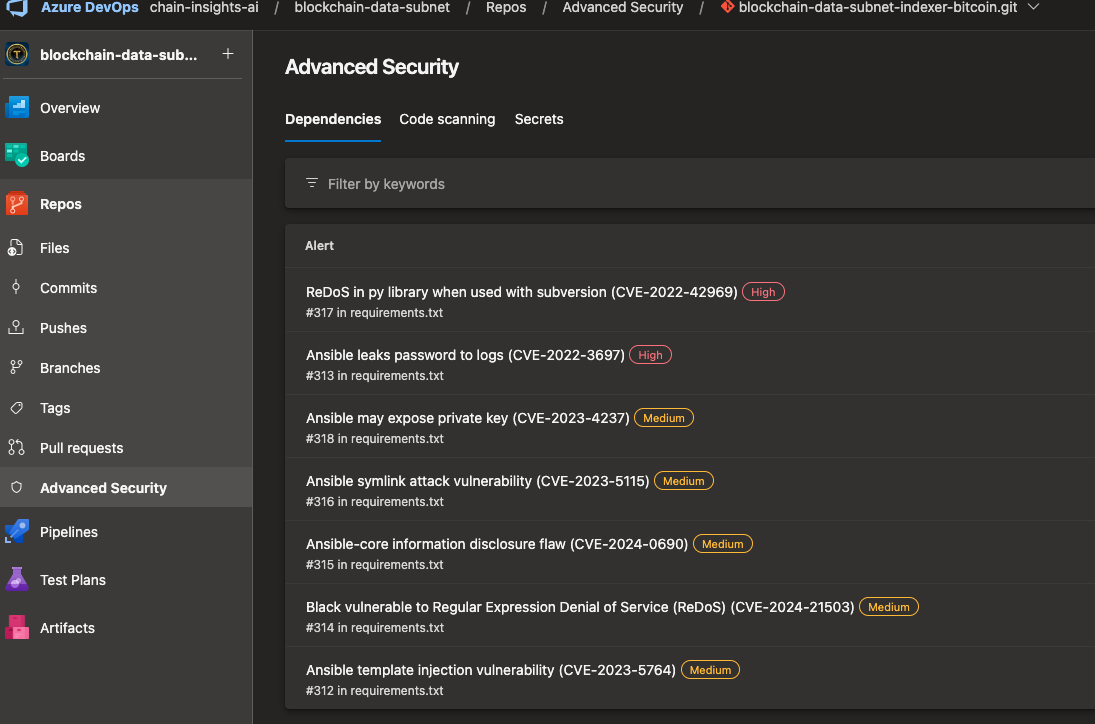 Azure DevOps chain-insights-ai / blockchain-data-subnet / Repos / Advanced Security / blockchain-data-subnet-indexer-bitcoin.git
T blockchain-data-sub... +
Overview
Boards
Repos
Files
Commits
Pushes
Branches
Tags
Pull requests
Advanced Security
Pipelines
Test Plans
Artifacts
Advanced Security
Dependencies Code scanning Secrets
Filter by keywords
Alert
ReDoS in py library when used with subversion (CVE-2022-42969) High
#317 in requirements.txt
Ansible leaks password to logs (CVE-2022-3697) High
#313 in requirements.txt
Ansible may expose private key (CVE-2023-4237) Medium
#318 in requirements.txt
Ansible symlink attack vulnerability (CVE-2023-5115) Medium
#316 in requirements.txt
Ansible-core information disclosure flaw (CVE-2024-0690) Medium
#315 in requirements.txt
Black vulnerable to Regular Expression Denial of Service (ReDoS) (CVE-2024-21503) Medium
#314 in requirements.txt
Ansible template injection vulnerability (CVE-2023-5764) Medium
#312 in requirements.txt